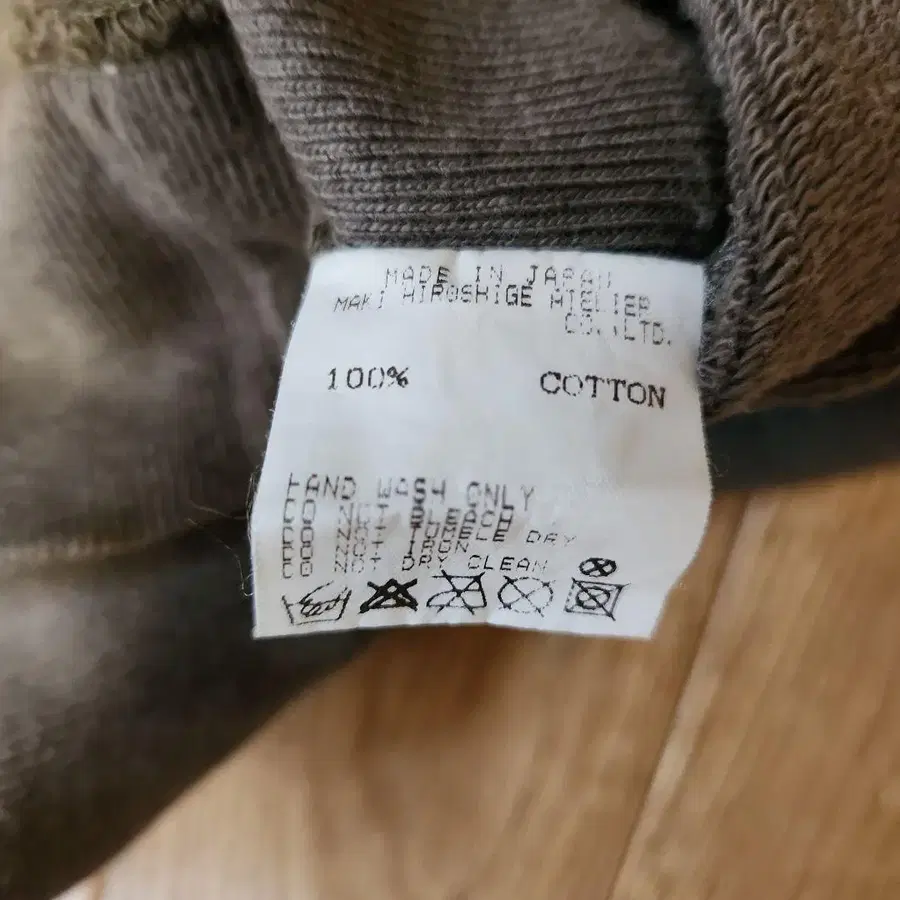 MADE IN JAPAN
MAKI HIROSHIGE ATELIER
CO.,LTD.
100% COTTON
HAND WASH ONLY
DO NOT BLEACH
DO NOT TUMBLE DRY
DO NOT IRON
DO NOT DRY CLEAN